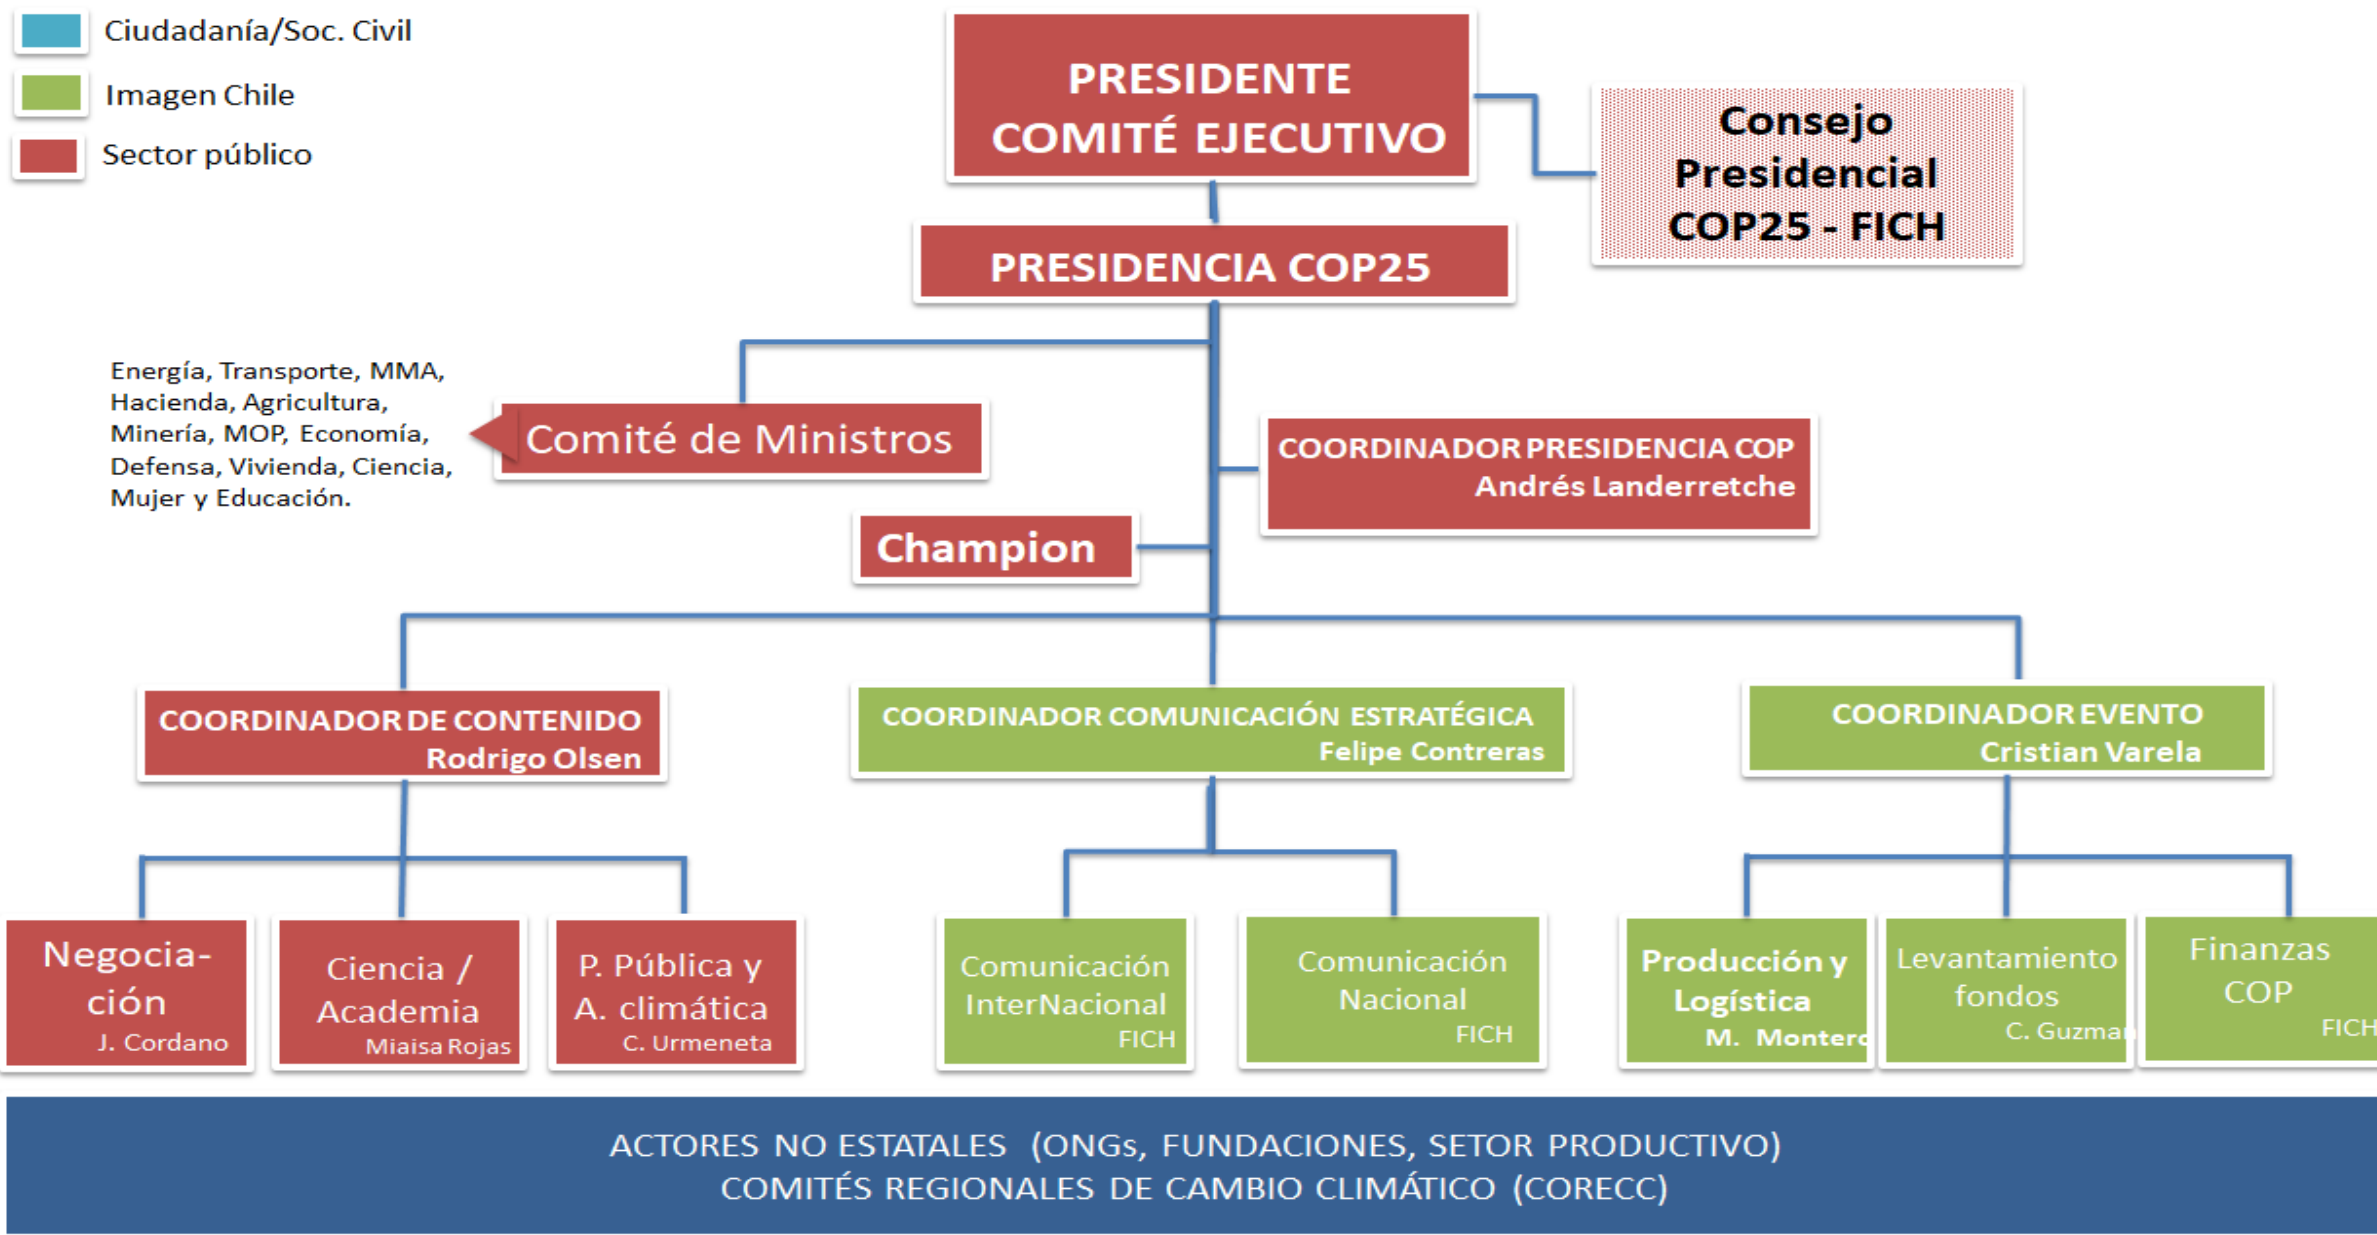 Ciudadanía/Soc. Civil
Imagen Chile
Sector público
PRESIDENTE
COMITÉ EJECUTIVO
Consejo
Presidencial
COP25 - FICH
PRESIDENCIA COP25
Energía, Transporte, MMA,
Hacienda, Agricultura,
Minería, MOP, Economía,
Defensa, Vivienda, Ciencia,
Mujer y Educación.
Comité de Ministros
COORDINADOR PRESIDENCIA COP
Andrés Landerretche
Champion
COORDINADOR DE CONTENIDO
Rodrigo Olsen
COORDINADOR COMUNICACIÓN ESTRATÉGICA
Felipe Contreras
COORDINADOR EVENTO
Cristian Varela
Negocia-
ción
J. Cordano
Ciencia /
Academia
Miaisa Rojas
P. Pública y
A. climática
C. Urmeneta
Comunicación
InterNacional
FICH
Comunicación
Nacional
FICH
Producción y
Logística
M. Montero
Levantamiento
fondos
C. Guzman
Finanzas
COP
FICH
ACTORES NO ESTATALES (ONGs, FUNDACIONES, SETOR PRODUCTIVO)
COMITÉS REGIONALES DE CAMBIO CLIMÁTICO (CORECC)